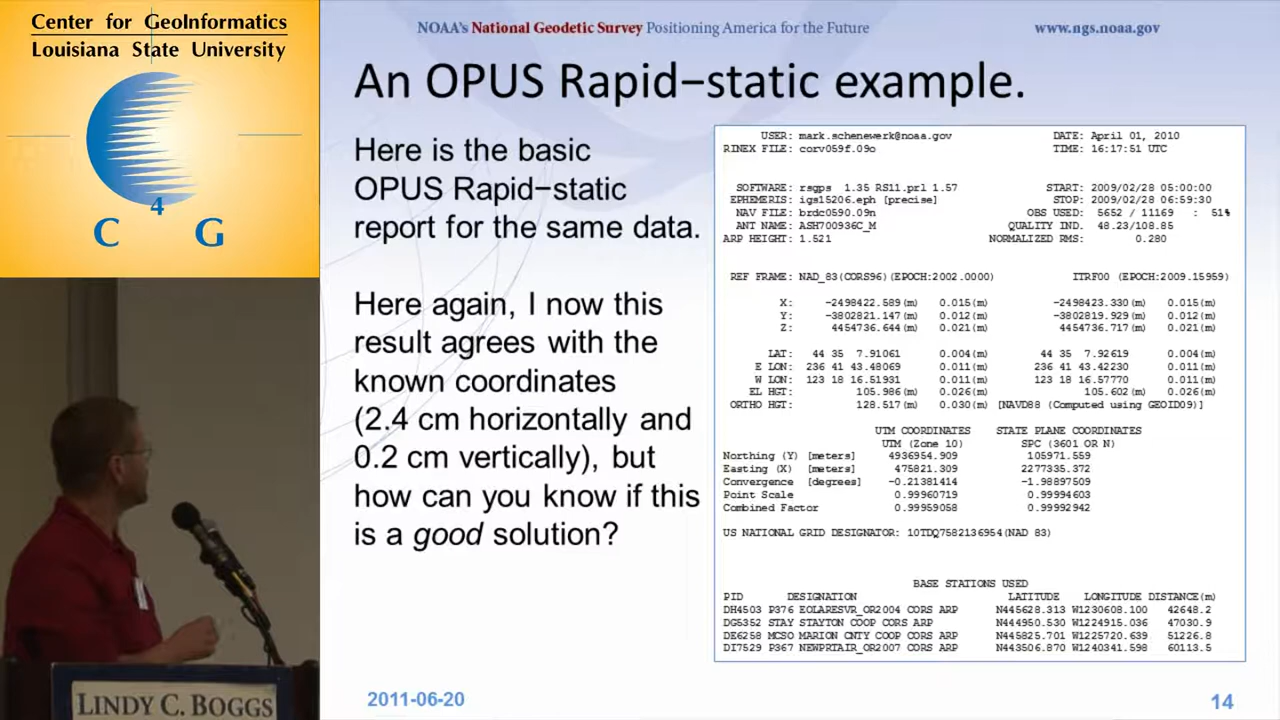 Center for GeoInformatics
Louisiana State University
C 4 G
NOAA's National Geodetic Survey Positioning America for the Future
www.ngs.noaa.gov
An OPUS Rapid−static example.
Here is the basic
OPUS Rapid−static
report for the same data.
Here again, I now this
result agrees with the
known coordinates
(2.4 cm horizontally and
0.2 cm vertically), but
how can you know if this
is a good solution?
USER: mark.schenewerk@noaa.gov DATE: April 01, 2010
RINEX FILE: corv059f.09o TIME: 16:17:51 UTC
SOFTWARE: rsgps 1.35 RS11.prl 1.57 START: 2009/02/28 05:00:00
EPHEMERIS: igs15206.eph [precise] STOP: 2009/02/28 06:59:30
NAV FILE: brdc0590.09n OBS USED: 5652 / 11169 : 51%
ANT NAME: ASH700936C_M QUALITY IND. 48.23/108.85
ARP HEIGHT: 1.521 NORMALIZED RMS: 0.280
REF FRAME: NAD_83(CORS96)(EPOCH:2002.0000) ITRF00 (EPOCH:2009.15959)
X: -2498422.589(m) 0.015(m) -2498423.330(m) 0.015(m)
Y: -3802821.147(m) 0.012(m) -3802819.929(m) 0.012(m)
Z: 4454736.644(m) 0.021(m) 4454736.717(m) 0.021(m)
LAT: 44 35 7.91061 0.004(m) 44 35 7.92619 0.004(m)
E LON: 236 41 43.48069 0.011(m) 236 41 43.42230 0.011(m)
W LON: 123 18 16.51931 0.011(m) 123 18 16.57770 0.011(m)
EL HGT: 105.986(m) 0.026(m) 105.602(m) 0.026(m)
ORTHO HGT: 128.517(m) 0.030(m) [NAVD88 (Computed using GEOID09)]
UTM COORDINATES STATE PLANE COORDINATES
UTM (Zone 10) SPC (3601 OR N)
Northing (Y) [meters] 4936954.909 105971.559
Easting (X) [meters] 475821.309 2277335.372
Convergence [degrees] -0.21381414 -1.98897509
Point Scale 0.99960719 0.99994603
Combined Factor 0.99959058 0.99992942
US NATIONAL GRID DESIGNATOR: 10TDQ7582136954(NAD 83)
BASE STATIONS USED
PID DESIGNATION LATITUDE LONGITUDE DISTANCE(m)
DH4503 P376 EOLARESVR_OR2004 CORS ARP N445628.313 W1230608.100 42648.2
DG5352 STAY STAYTON COOP CORS ARP N444950.530 W1224915.036 47030.9
DE6258 MCSO MARION CNTY COOP CORS ARP N445825.701 W1225720.639 51226.8
DI7529 P367 NEWPRTAIR_OR2007 CORS ARP N443506.870 W1240341.598 60113.5
2011-06-20
14
LINDY C. BOGGS